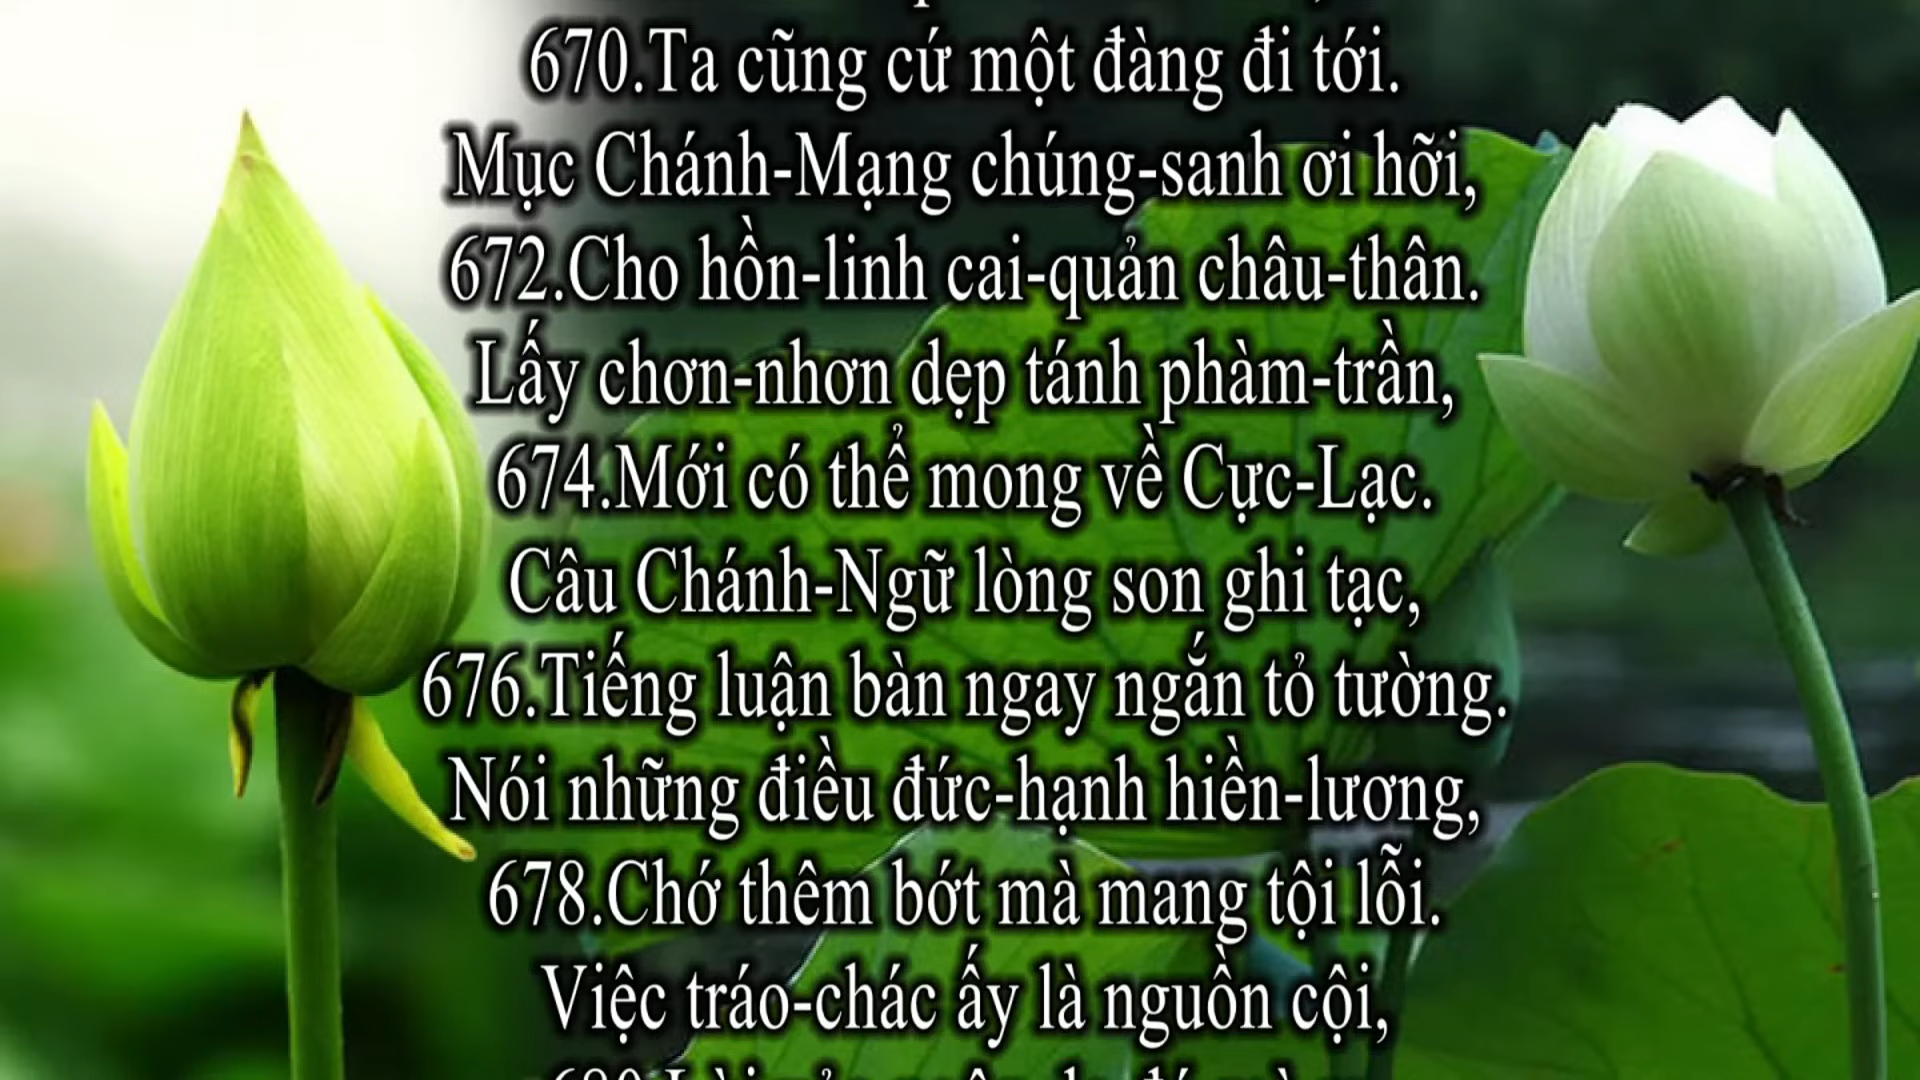 670.Ta cũng cứ một đàng đi tới.
Mục Chánh-Mạng chúng-sanh ơi hỡi,
672.Cho hồn-linh cai-quản châu-thân.
Lấy chơn-nhơn dẹp tánh phàm-trần,
674.Mới có thể mong về Cực-Lạc.
Câu Chánh-Ngữ lòng son ghi tạc,
676.Tiếng luận bàn ngay ngắn tỏ tường.
Nói những điều đức-hạnh hiền-lương,
678.Chớ thêm bớt mà mang tội lỗi.
Việc tráo-chác ấy là nguồn cội,